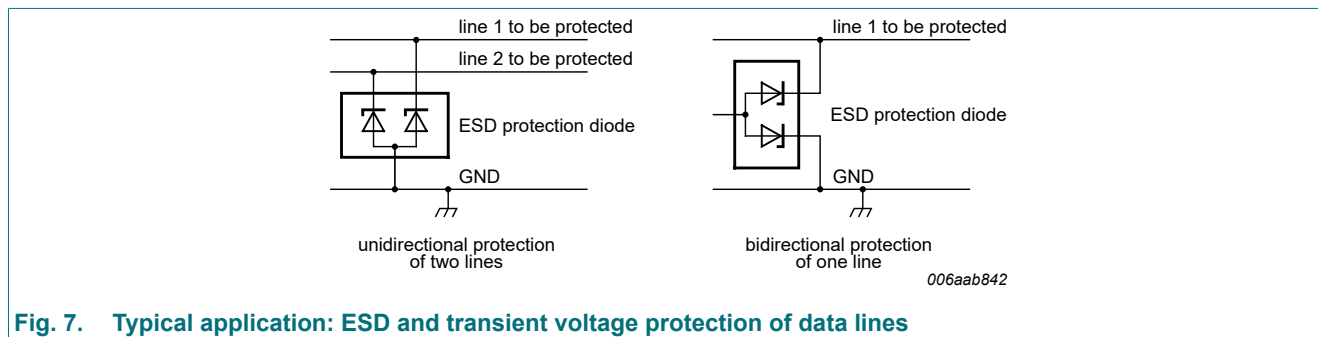 line 1 to be protected
line 2 to be protected
ESD protection diode
GND
unidirectional protection
of two lines
line 1 to be protected
ESD protection diode
GND
bidirectional protection
of one line
006aab842
Fig. 7. Typical application: ESD and transient voltage protection of data lines